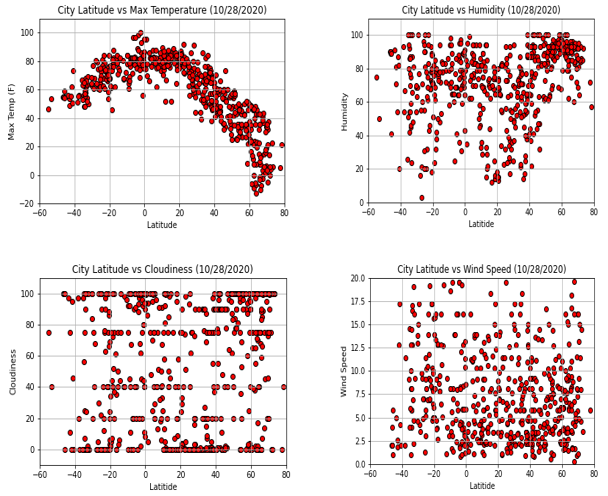 City Latitude vs Max Temperature (10/28/2020)
100
80
60
40
20
0
−20
Max Temp (F)
−60 −40 −20 0 20 40 60 80
Latitude
City Latitude vs Humidity (10/28/2020)
100
80
60
40
20
0
Humidity
−60 −40 −20 0 20 40 60 80
Latitide
City Latitude vs Cloudiness (10/28/2020)
100
80
60
40
20
0
Cloudiness
−60 −40 −20 0 20 40 60 80
Latitide
City Latitude vs Wind Speed (10/28/2020)
20.0
17.5
15.0
12.5
10.0
7.5
5.0
2.5
0.0
Wind Speed
−60 −40 −20 0 20 40 60 80
Latitide